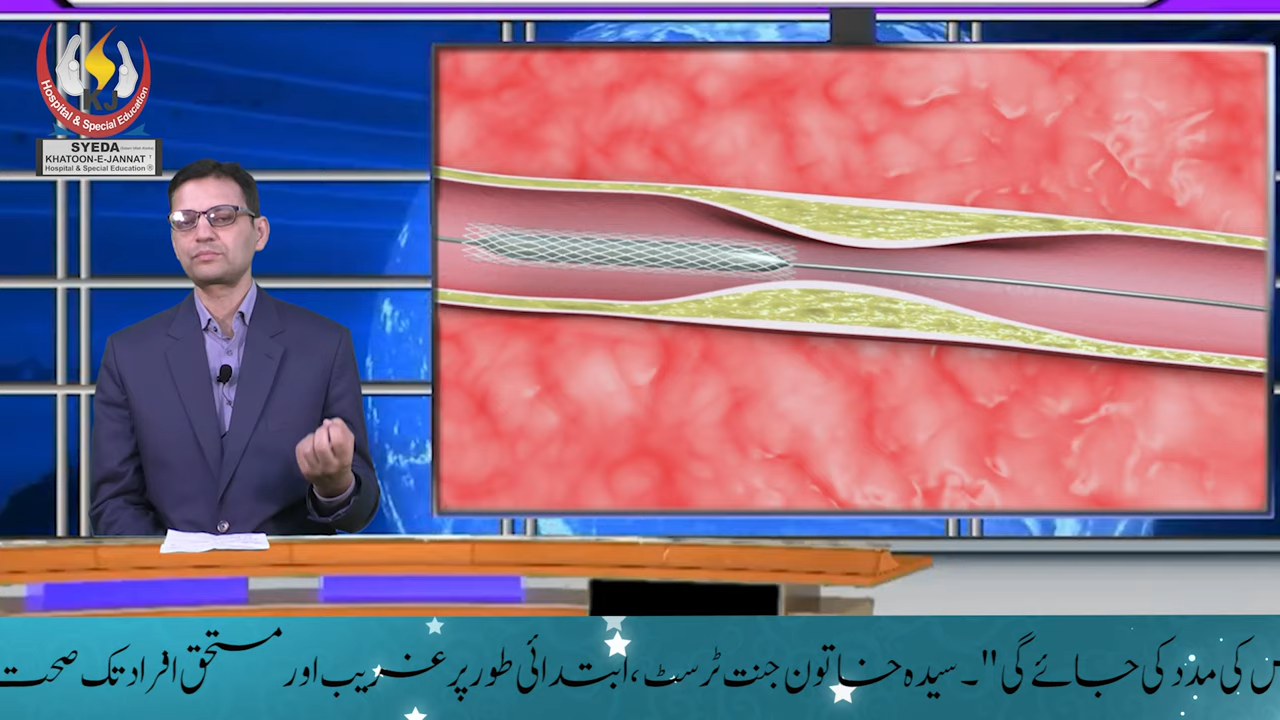 KJ
Hospital & Special Education
SYEDA
KHATOON-E-JANNAT T
Hospital & Special Education ®
کی مدد کی جائے گی"۔ سیدہ خاتون جنت ٹرسٹ، ابتدائی طور پر غریب اور مستحق افراد تک صحت